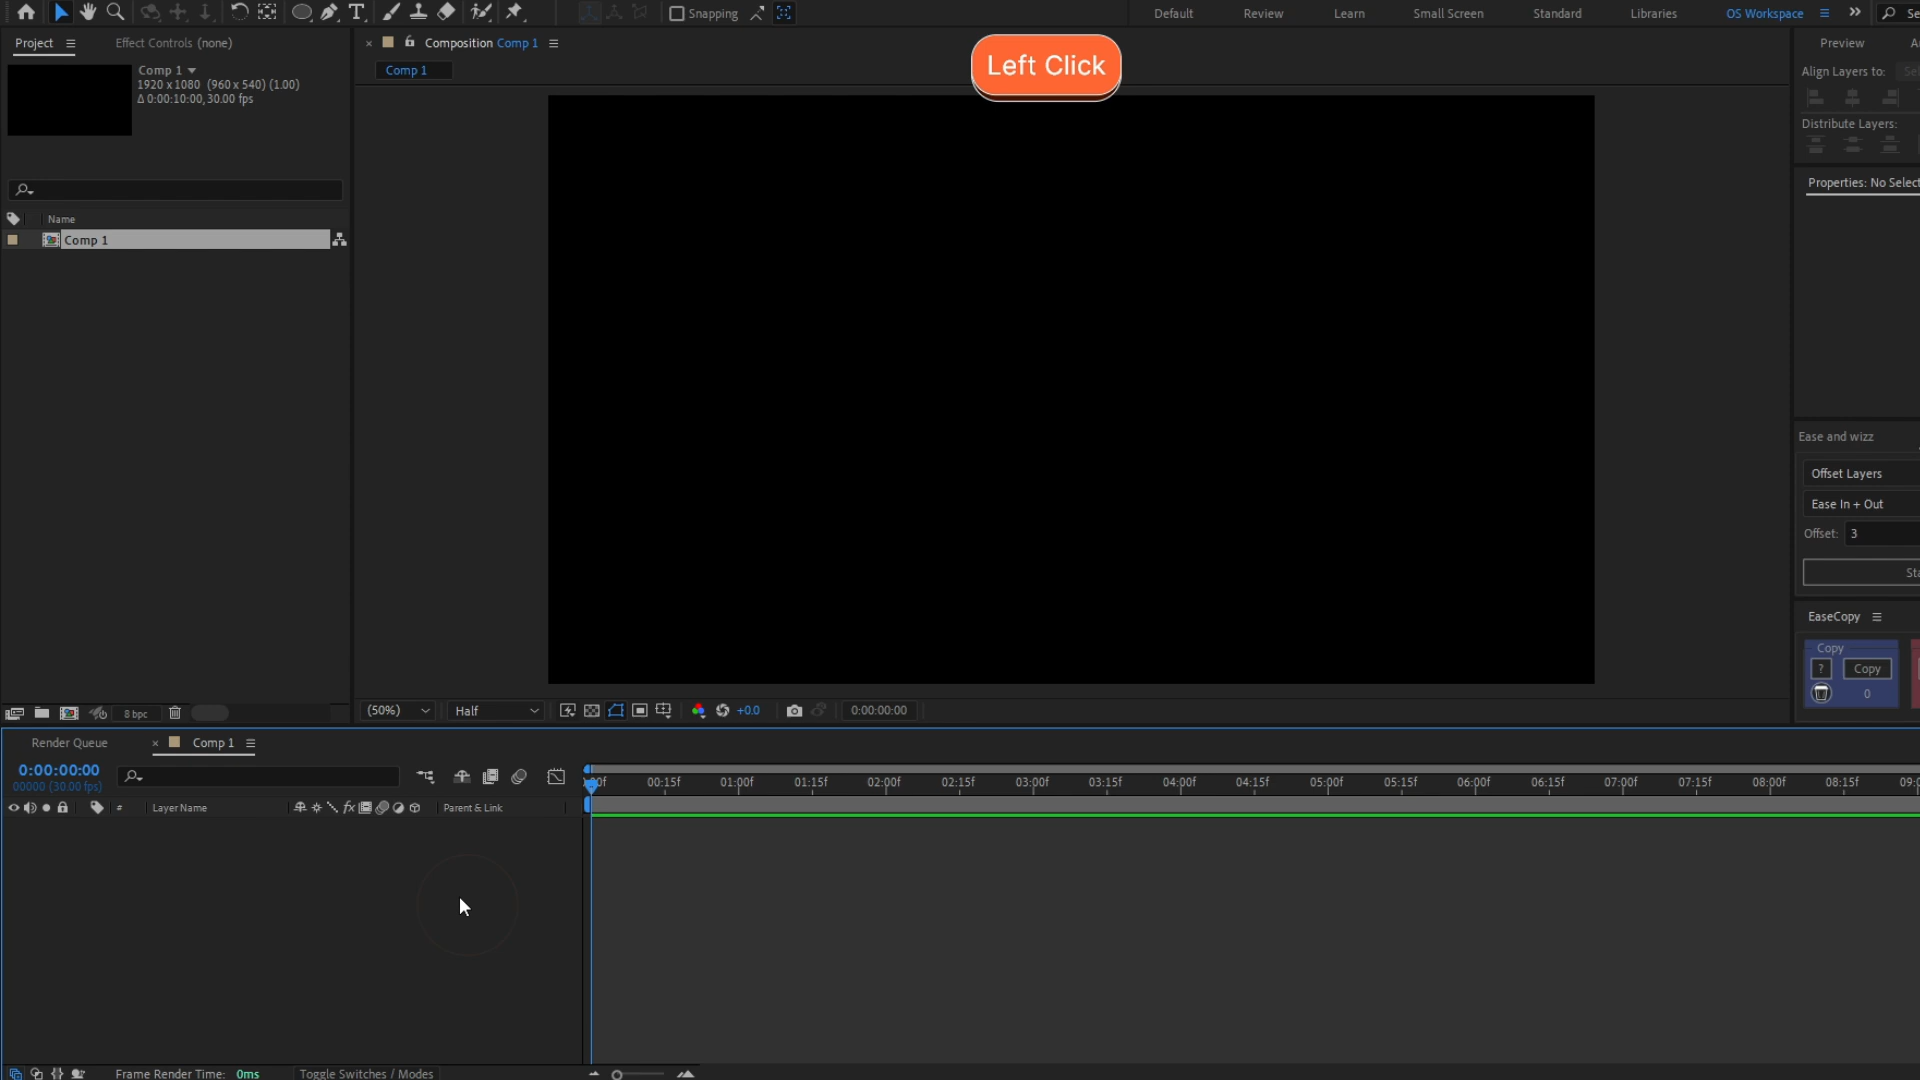 Snapping
Default
Review
Learn
Small Screen
Standard
Libraries
OS Workspace
Project
Effect Controls (none)
Composition Comp 1
Left Click
Preview
Comp 1
1920 x 1080 (960 x 540) (1.00)
Δ 0:00:10:00, 30.00 fps
Comp 1
Align Layers to:
Distribute Layers:
Properties: No Select
Name
Comp 1
Ease and wizz
Offset Layers
Ease In + Out
Offset: 3
EaseCopy
Copy
? Copy
0
8 bpc
(50%)
Half
+0.0
0:00:00:00
Render Queue
Comp 1
0:00:00:00
00000 (30.00 fps)
00:15f 01:00f 01:15f 02:00f 02:15f 03:00f 03:15f 04:00f 04:15f 05:00f 05:15f 06:00f 06:15f 07:00f 07:15f 08:00f 08:15f
# Layer Name
fx
Parent & Link
Frame Render Time: 0ms
Toggle Switches / Modes